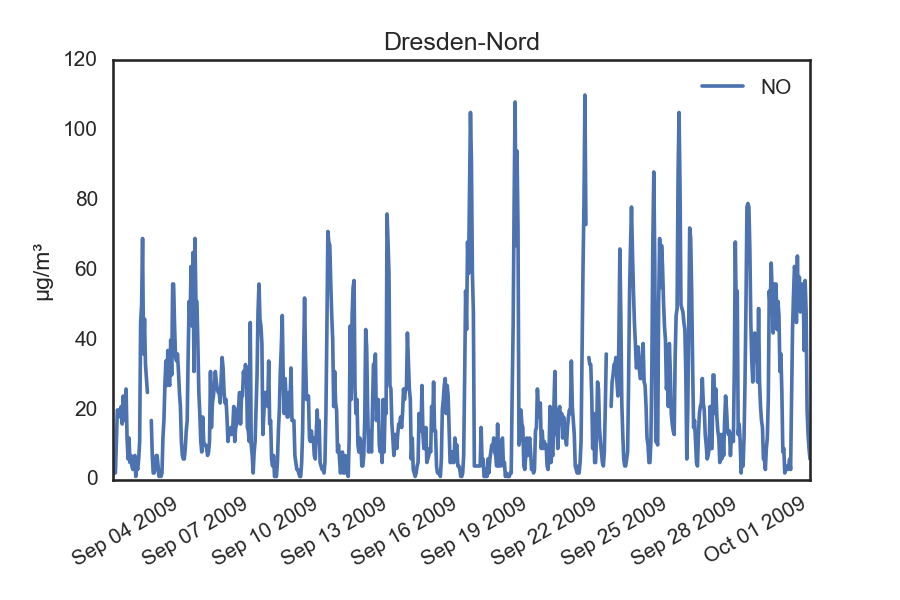 Dresden-Nord
120
100
80
60
40
20
0
µg/m³
NO
Sep 04 2009
Sep 07 2009
Sep 10 2009
Sep 13 2009
Sep 16 2009
Sep 19 2009
Sep 22 2009
Sep 25 2009
Sep 28 2009
Oct 01 2009